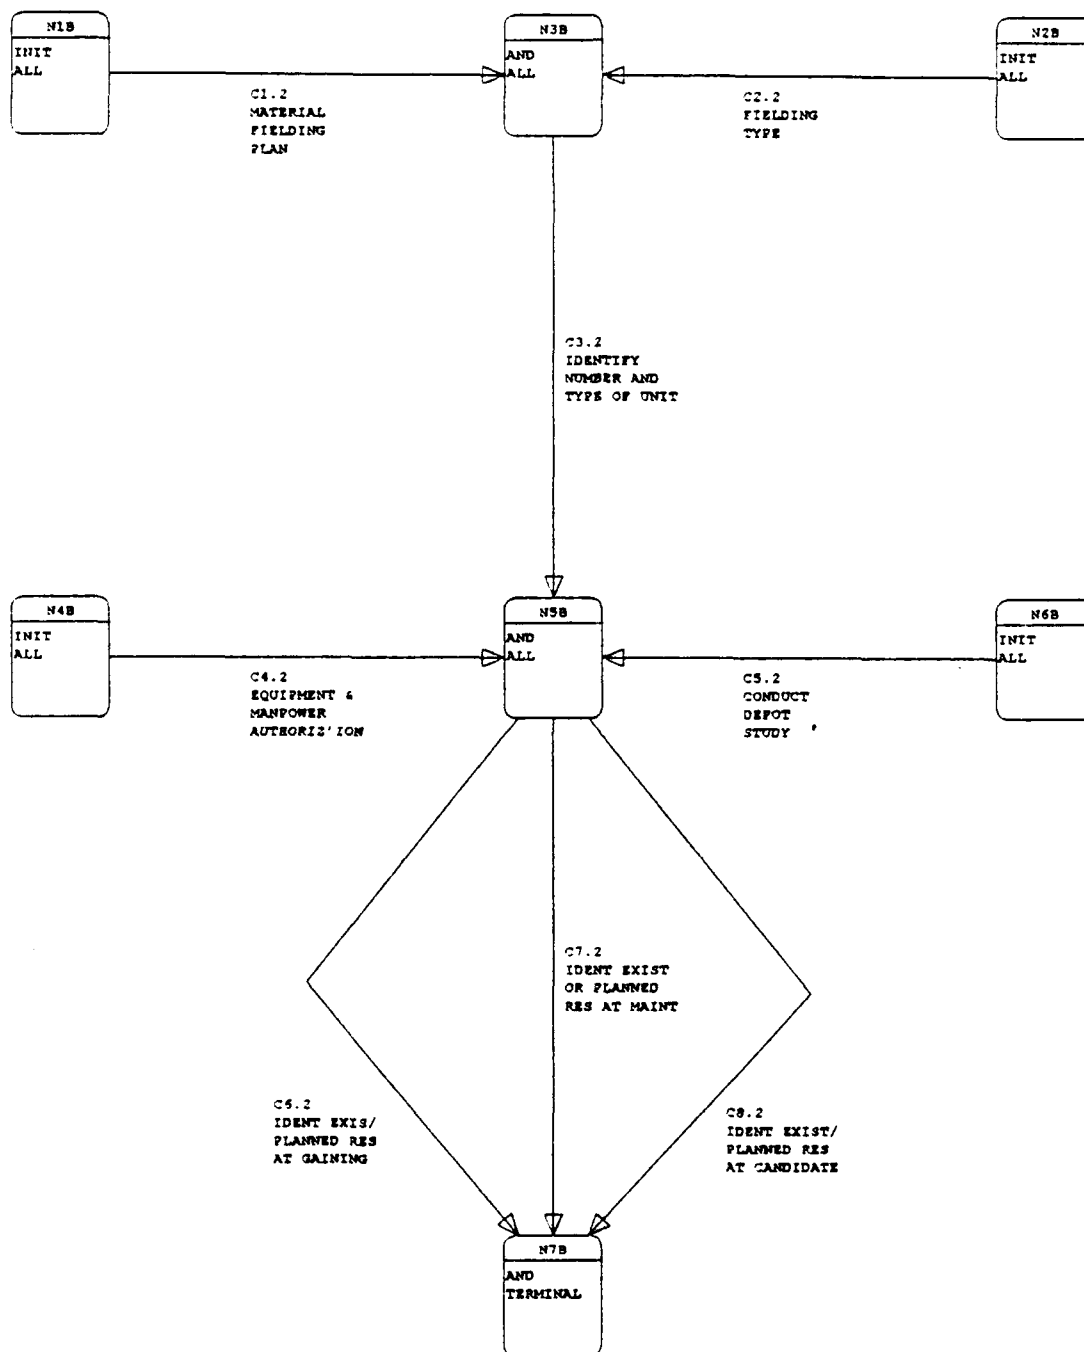 N1B
INIT
ALL
N3B
AND
ALL
N2B
INIT
ALL
C1.2
MATERIAL
FIELDING
PLAN
C2.2
FIELDING
TYPE
C3.2
IDENTIFY
NUMBER AND
TYPE OF UNIT
N4B
INIT
ALL
N5B
AND
ALL
N6B
INIT
ALL
C4.2
EQUIPMENT &
MANPOWER
AUTHORIZ'ION
C5.2
CONDUCT
DEPOT
STUDY
C7.2
IDENT EXIST
OR PLANNED
RES AT MAINT
C6.2
IDENT EXIS/
PLANNED RES
AT GAINING
C8.2
IDENT EXIST/
PLANNED RES
AT CANDIDATE
N7B
AND
TERMINAL